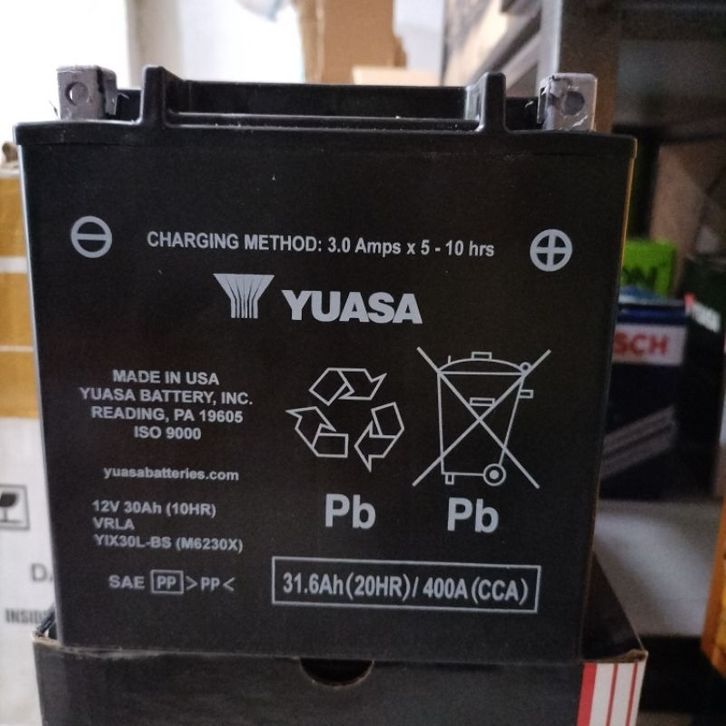 CHARGING METHOD: 3.0 Amps x 5 - 10 hrs
YUASA
MADE IN USA
YUASA BATTERY, INC.
READING, PA 19605
ISO 9000
yuasabatteries.com
12V 30Ah (10HR)
VRLA
YIX30L-BS (M6230X)
SAE PP >PP<
Pb
Pb
31.6Ah(20HR)/ 400A(CCA)
SCH
ON